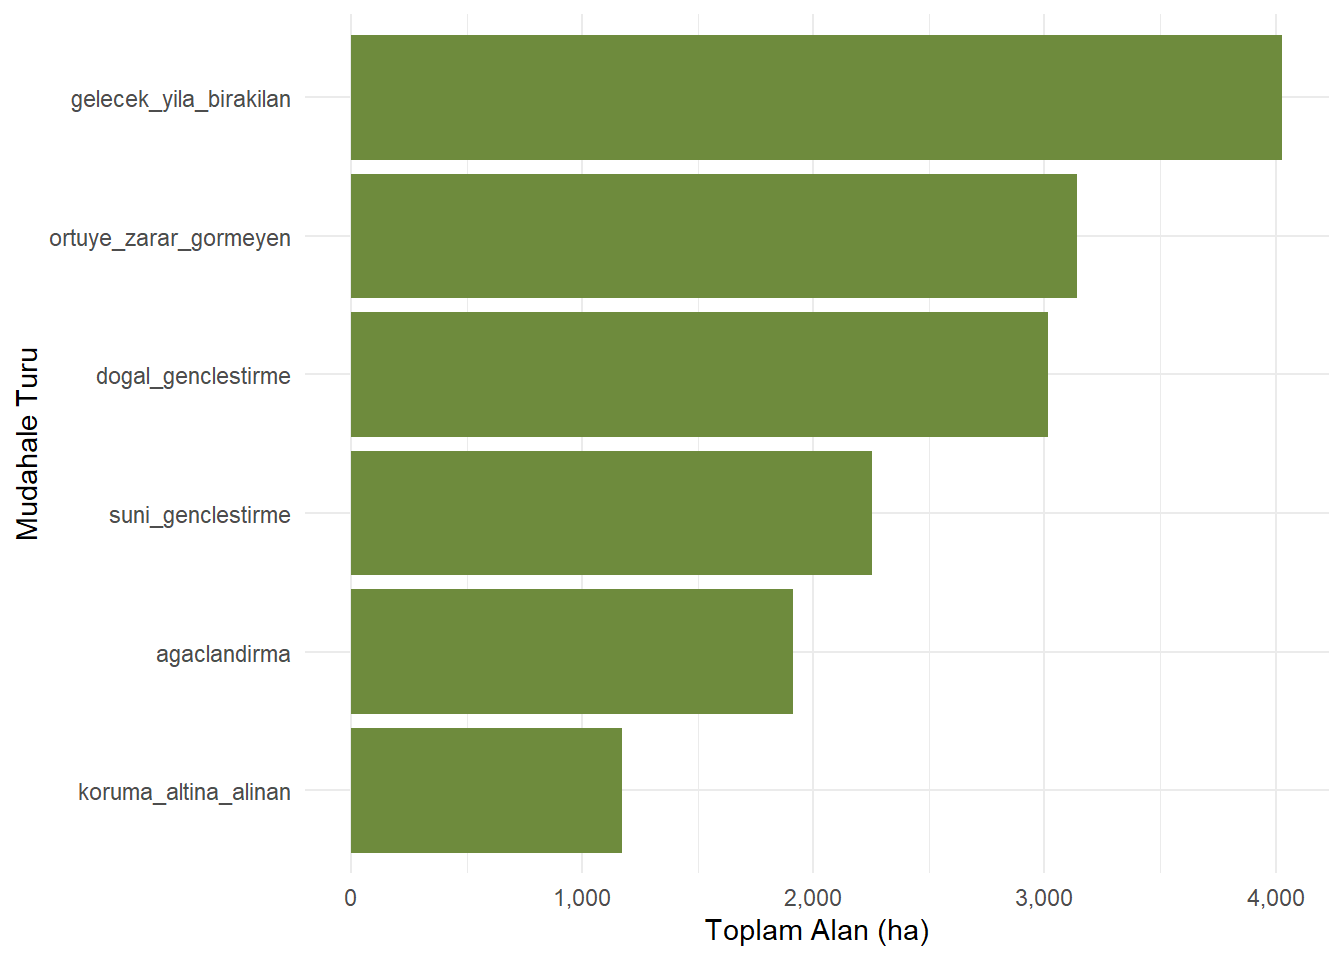 gelecek_yila_birakilan
ortuye_zarar_gormeyen
dogal_genclestirme
suni_genclestirme
agaclandirma
koruma_altina_alinan
Mudahale Turu
0 1,000 2,000 3,000 4,000
Toplam Alan (ha)